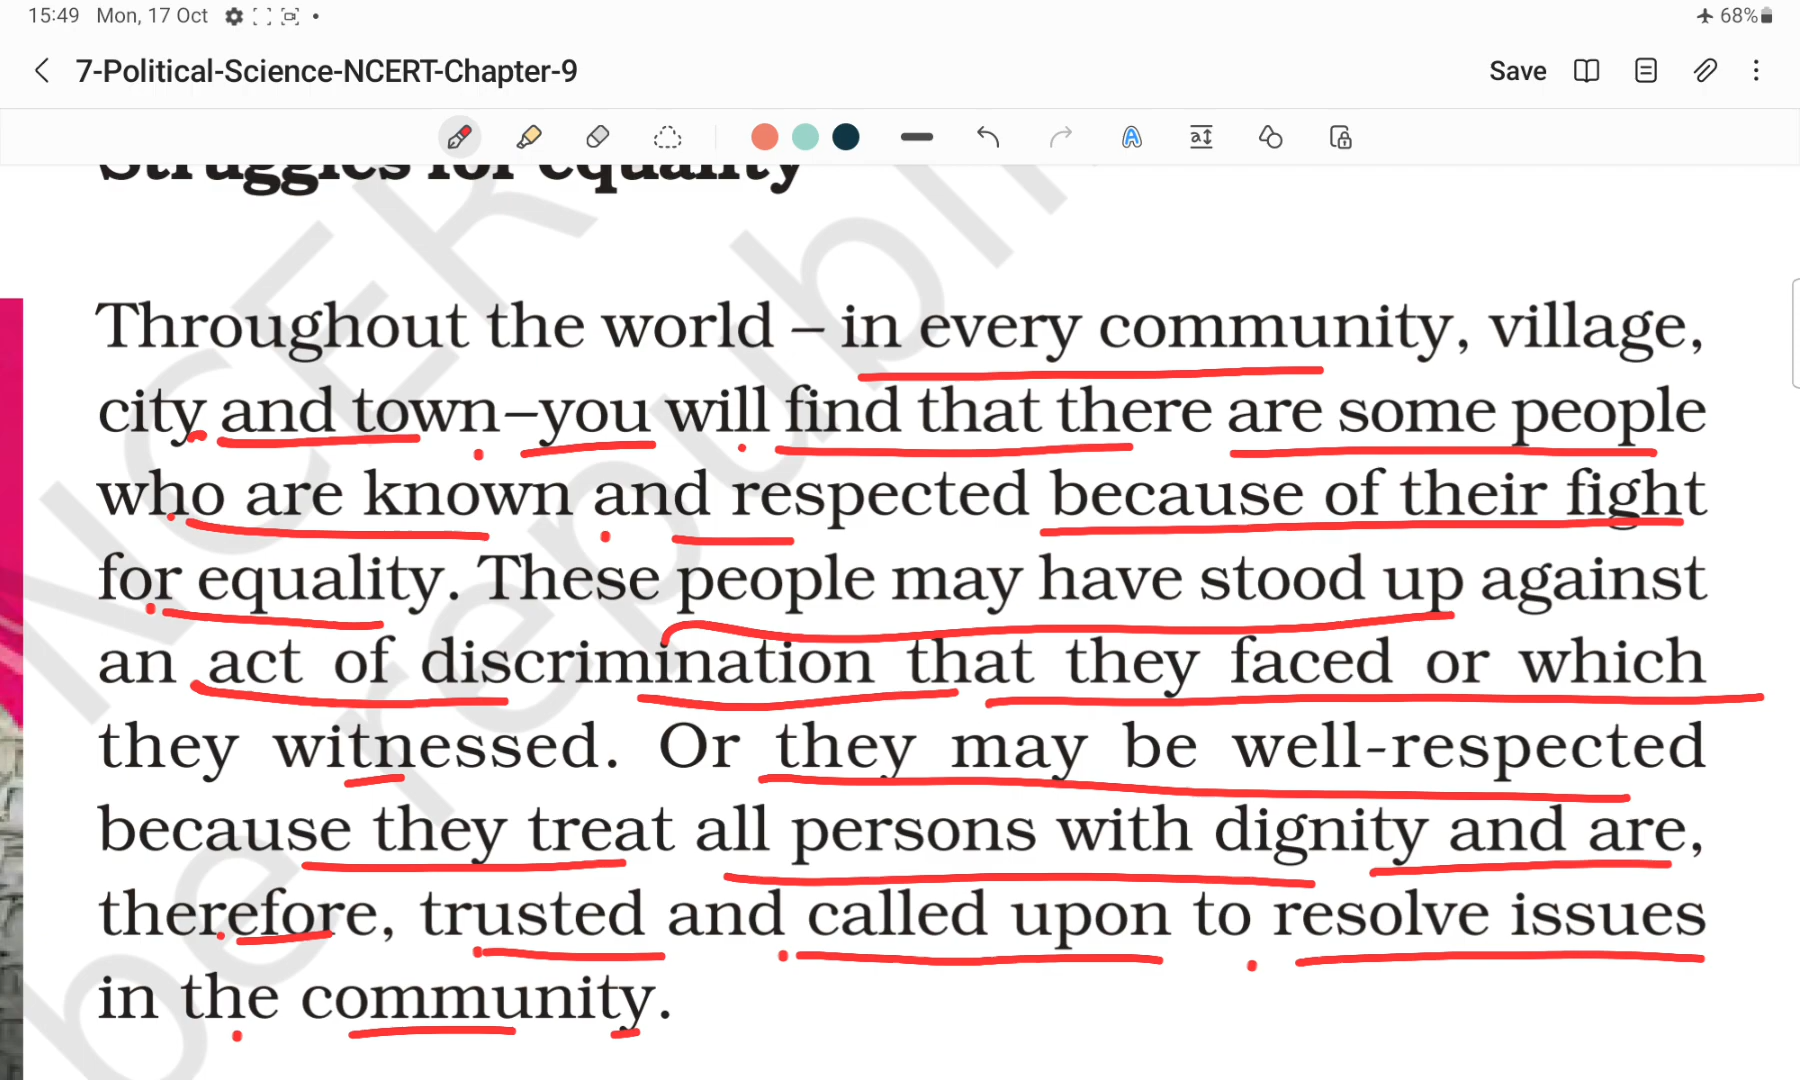 15:49 Mon, 17 Oct
68%
7-Political-Science-NCERT-Chapter-9
Save
Struggles for equality
Throughout the world – in every community, village,
city and town–you will find that there are some people
who are known and respected because of their fight
for equality. These people may have stood up against
an act of discrimination that they faced or which
they witnessed. Or they may be well-respected
because they treat all persons with dignity and are,
therefore, trusted and called upon to resolve issues
in the community.